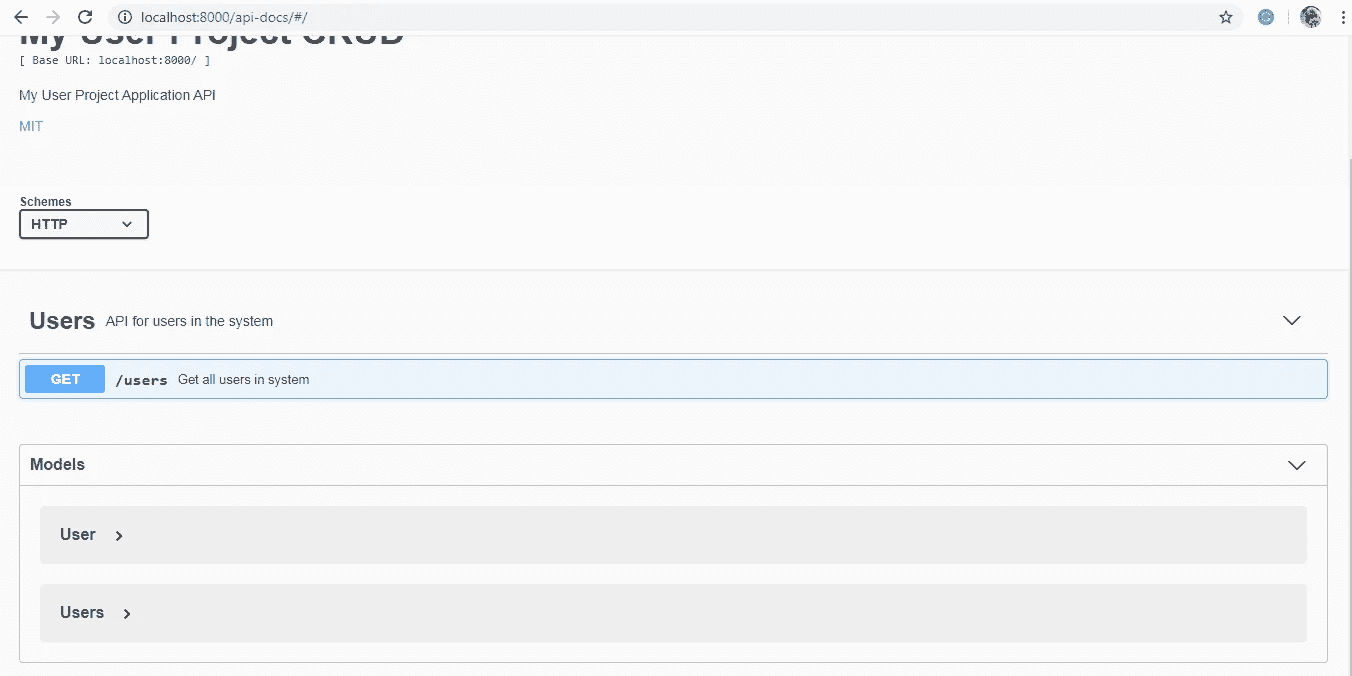 localhost:8000/api-docs/#/
My User Project CRUD
[ Base URL: localhost:8000/ ]
My User Project Application API
MIT
Schemes
HTTP
Users API for users in the system
GET /users Get all users in system
Models
User
Users